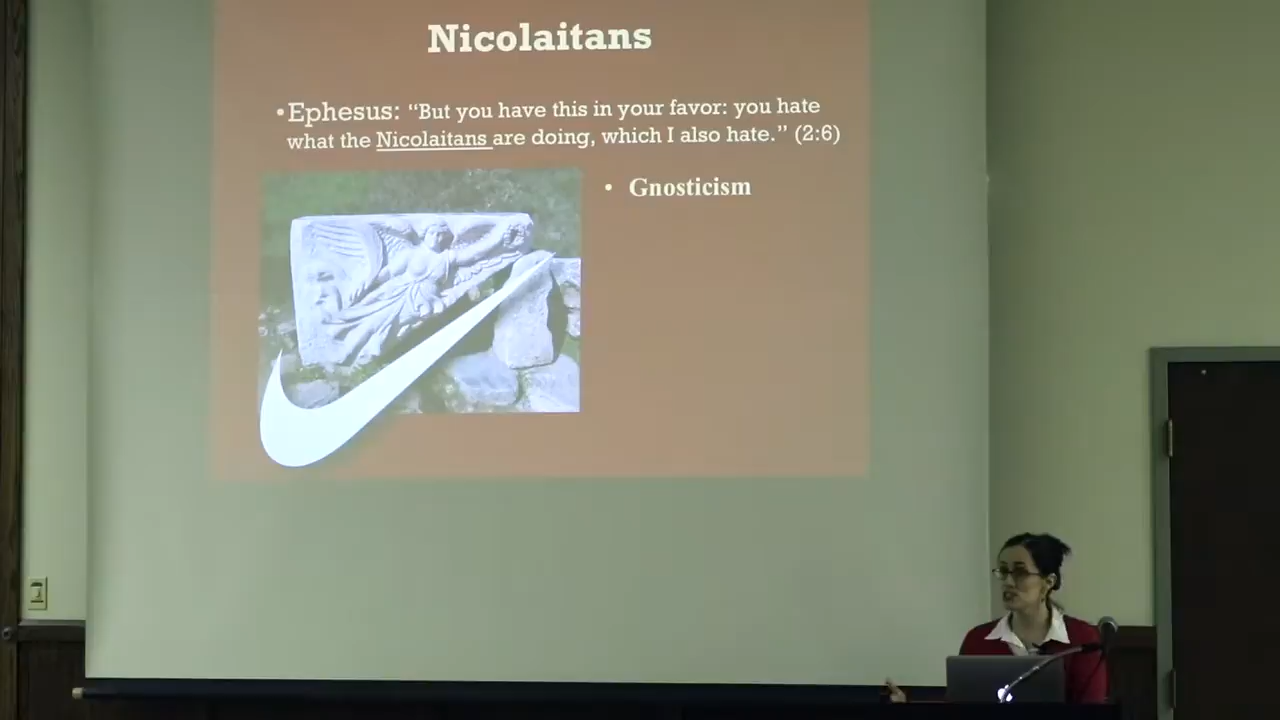 Nicolaitans
•Ephesus: “But you have this in your favor: you hate
what the Nicolaitans are doing, which I also hate.” (2:6)
• Gnosticism